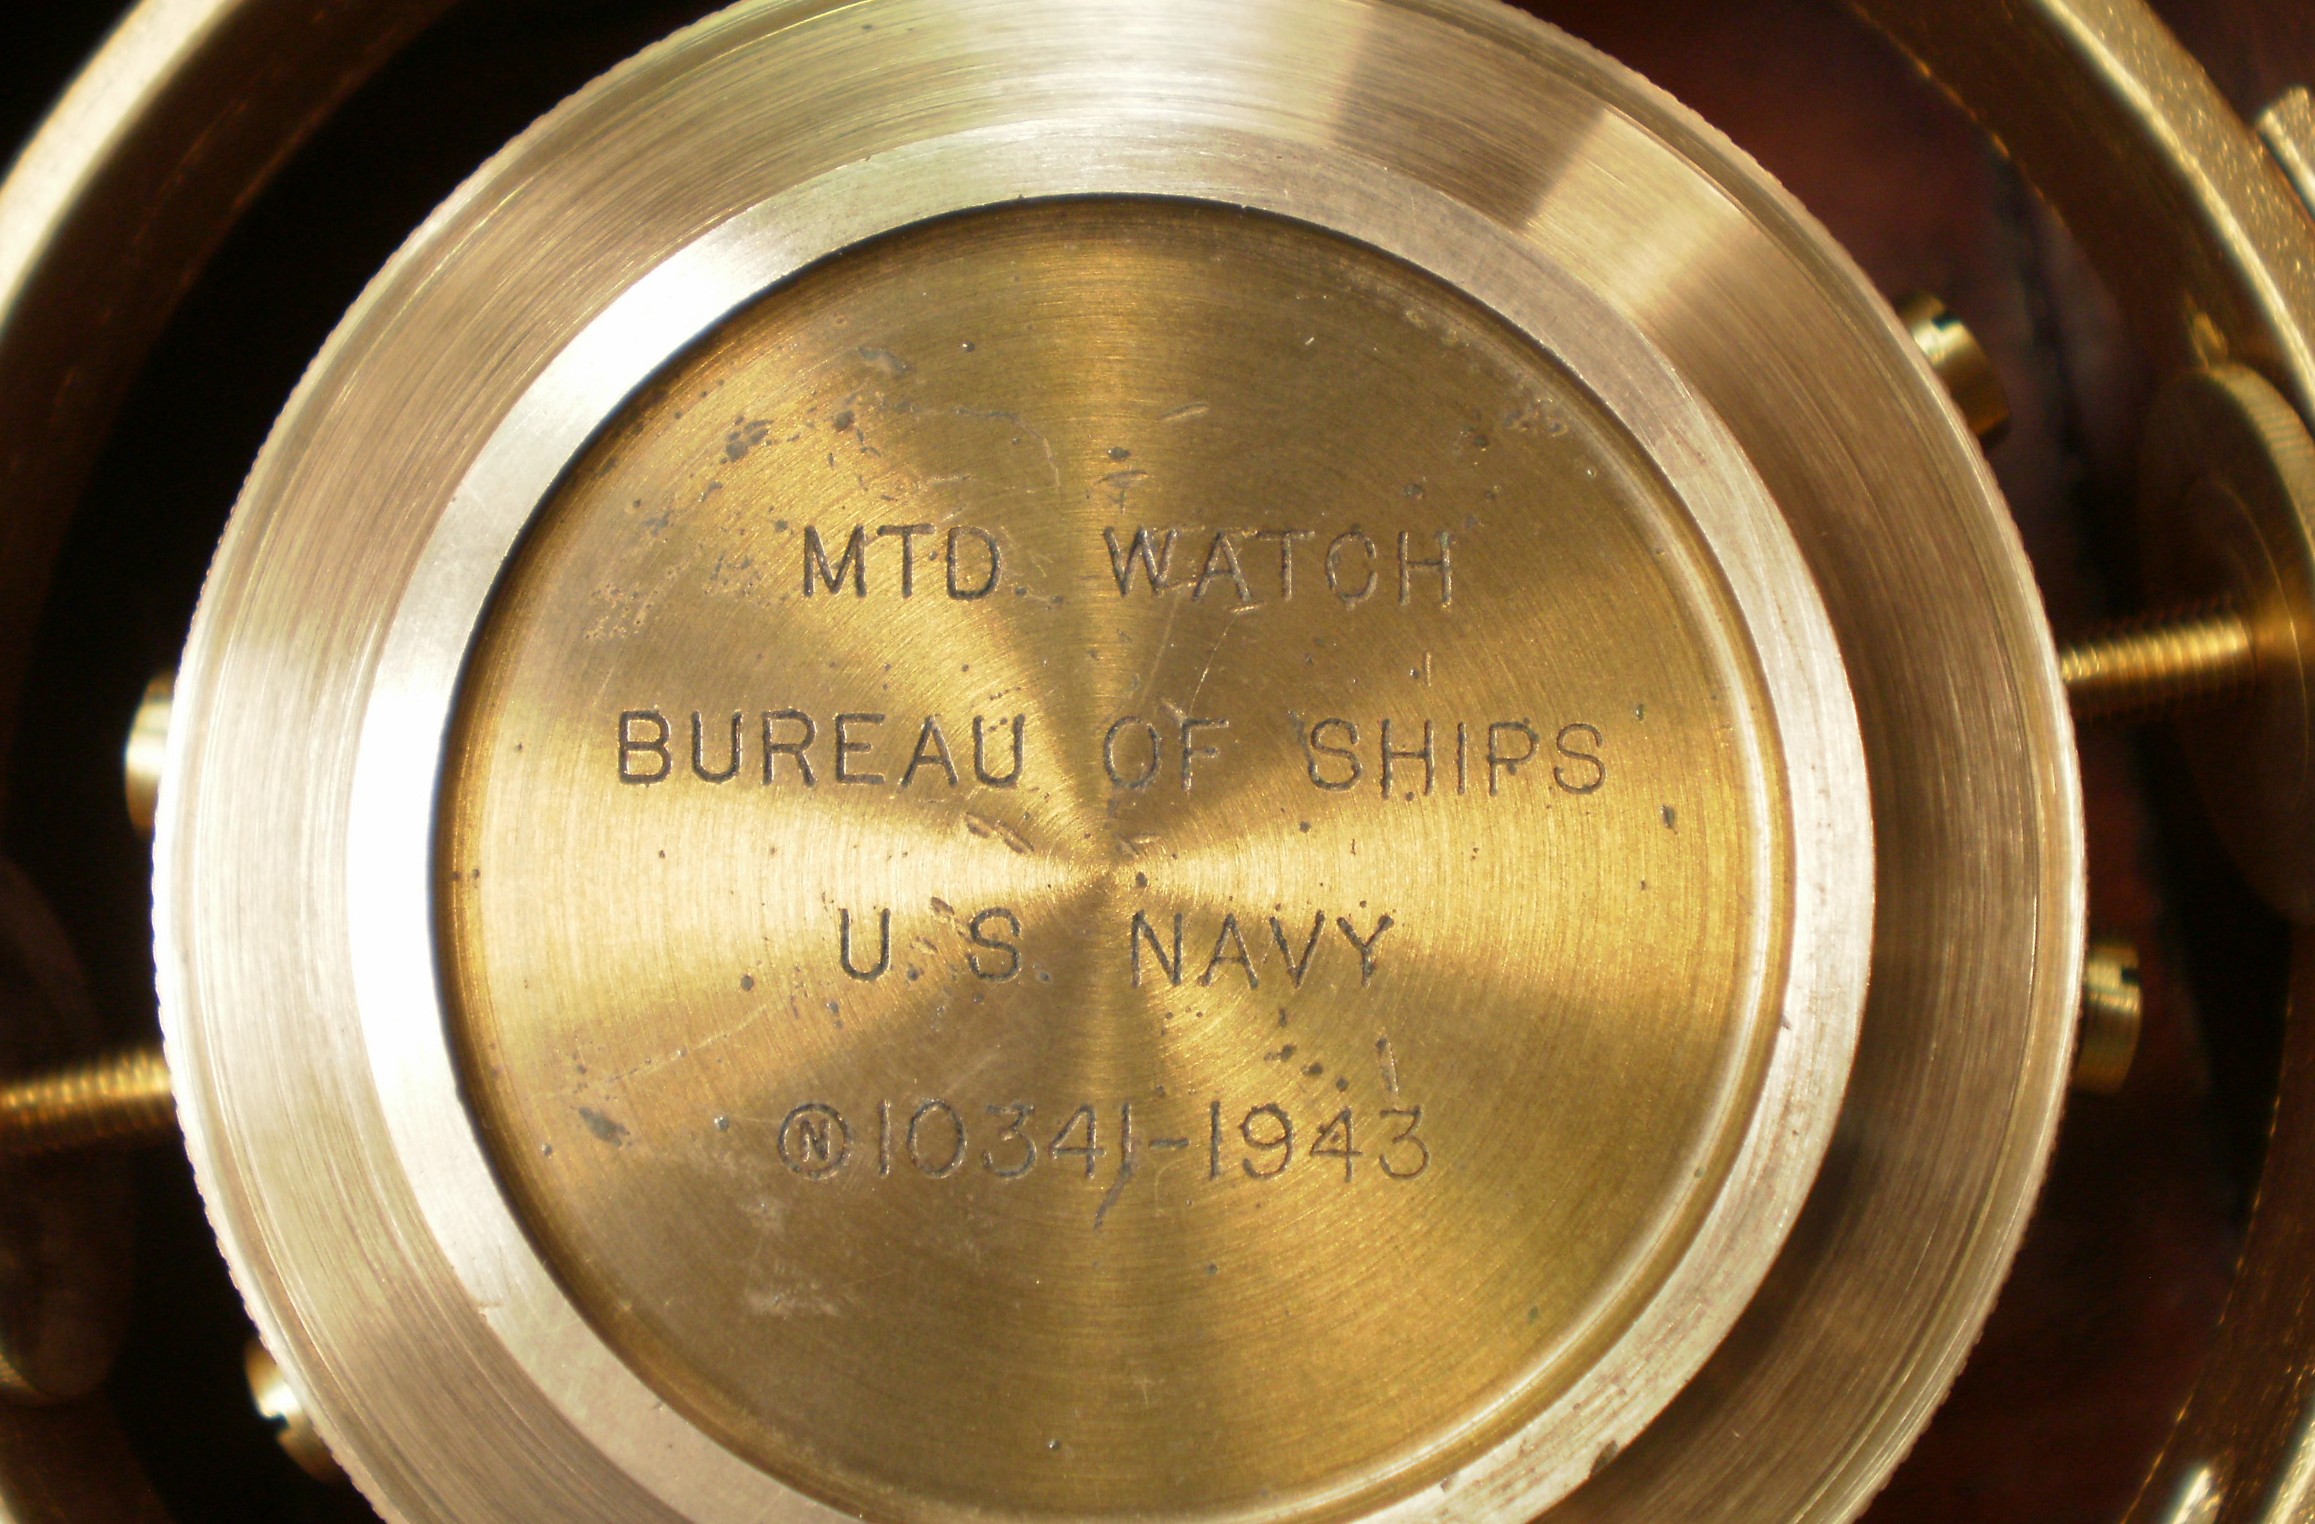 MTD. WATCH
BUREAU OF SHIPS
U.S. NAVY
Ⓝ10341-1943